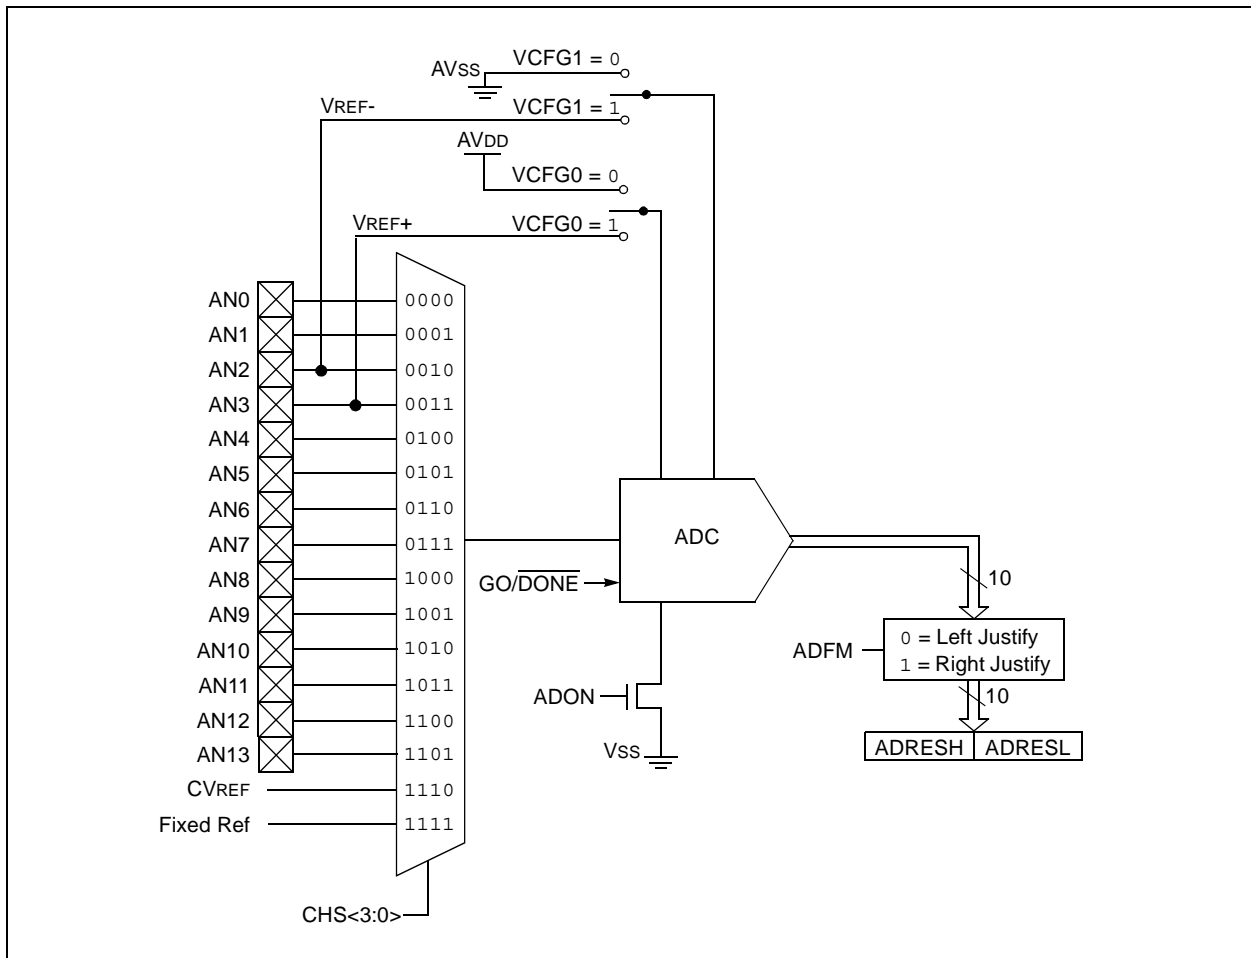 AVSS
VCFG1 = 0
VREF-
VCFG1 = 1
AVDD
VCFG0 = 0
VREF+
VCFG0 = 1
AN0
0000
AN1
0001
AN2
0010
AN3
0011
AN4
0100
AN5
0101
AN6
0110
AN7
0111
AN8
1000
AN9
1001
AN10
1010
AN11
1011
AN12
1100
AN13
1101
CVREF
1110
Fixed Ref
1111
CHS<3:0>
ADC
GO/DONE
ADON
VSS
10
ADFM
0 = Left Justify
1 = Right Justify
10
ADRESH ADRESL